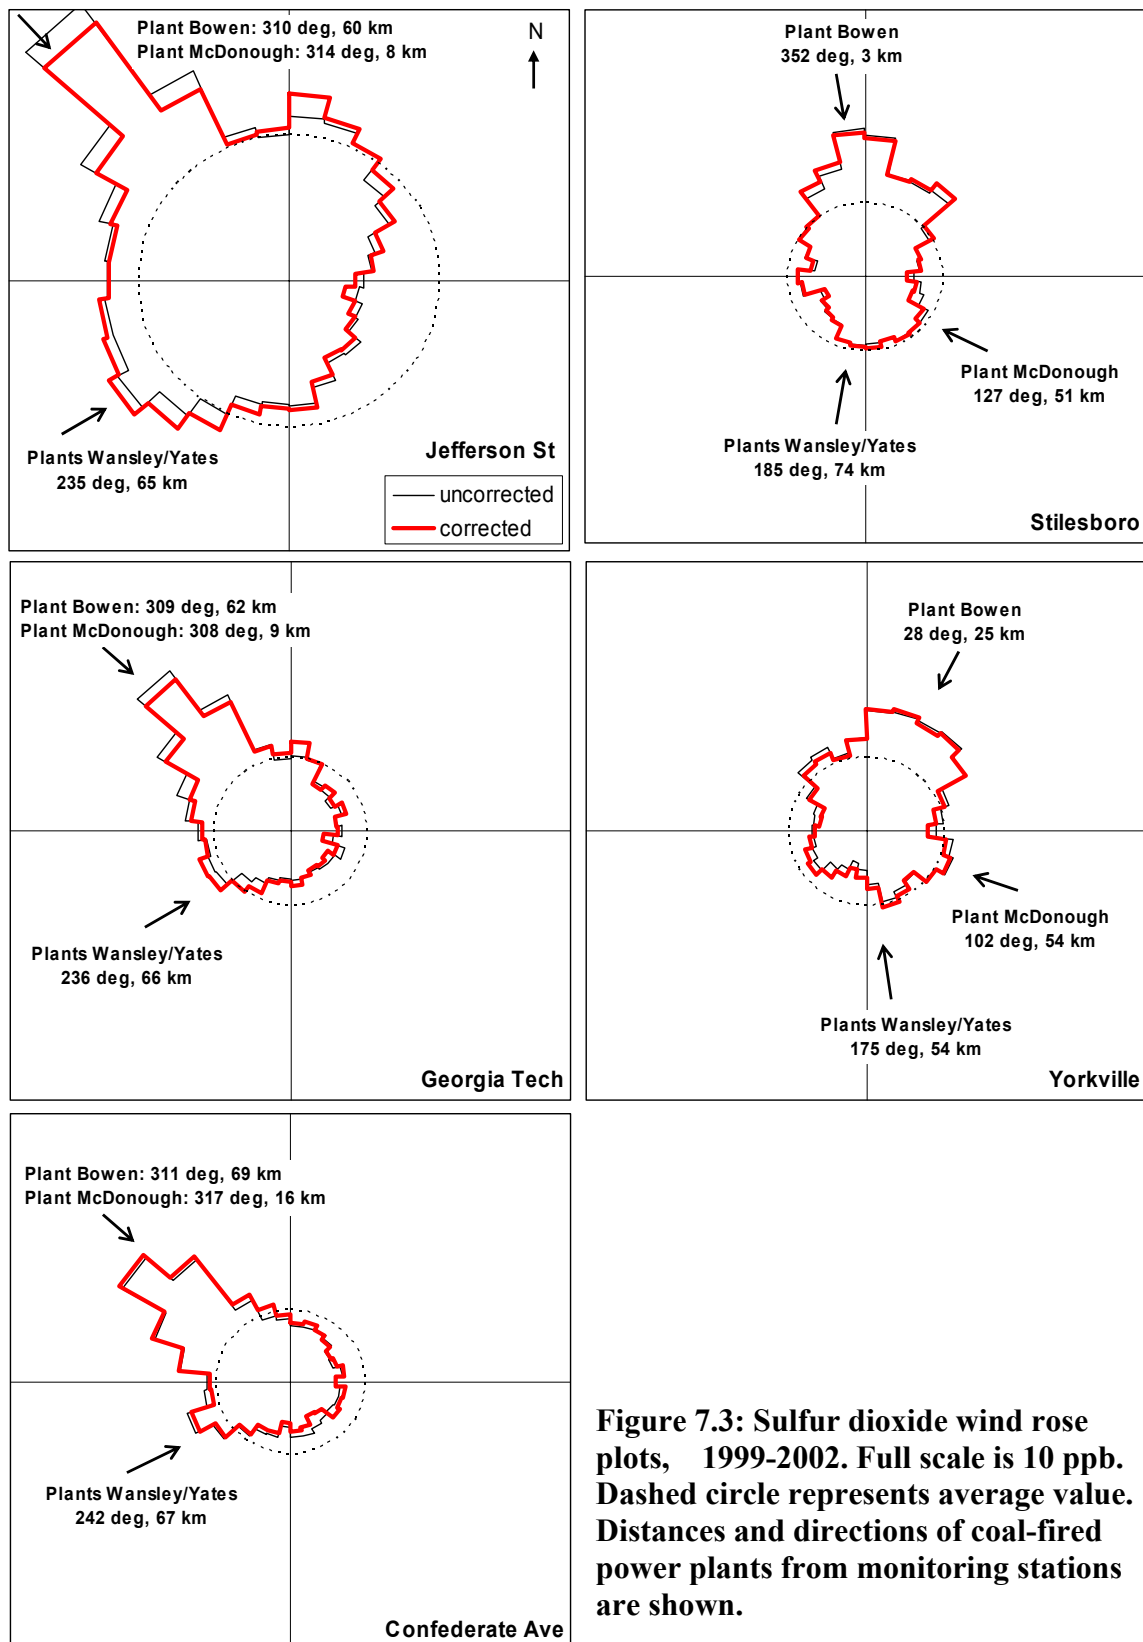 Plant Bowen: 310 deg, 60 km
Plant McDonough: 314 deg, 8 km
N
Plants Wansley/Yates
235 deg, 65 km
Jefferson St
uncorrected
corrected
Plant Bowen
352 deg, 3 km
Plant McDonough
127 deg, 51 km
Plants Wansley/Yates
185 deg, 74 km
Stilesboro
Plant Bowen: 309 deg, 62 km
Plant McDonough: 308 deg, 9 km
Plants Wansley/Yates
236 deg, 66 km
Georgia Tech
Plant Bowen
28 deg, 25 km
Plant McDonough
102 deg, 54 km
Plants Wansley/Yates
175 deg, 54 km
Yorkville
Plant Bowen: 311 deg, 69 km
Plant McDonough: 317 deg, 16 km
Plants Wansley/Yates
242 deg, 67 km
Confederate Ave
Figure 7.3: Sulfur dioxide wind rose
plots, 1999-2002. Full scale is 10 ppb.
Dashed circle represents average value.
Distances and directions of coal-fired
power plants from monitoring stations
are shown.